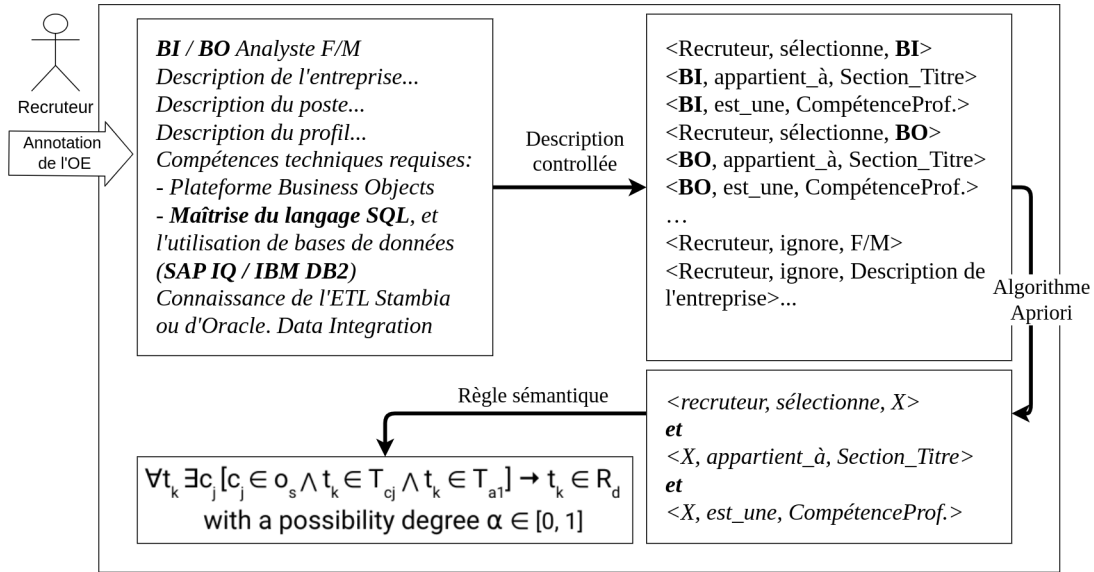 Recruteur
Annotation
de l'OE
BI / BO Analyste F/M
Description de l'entreprise...
Description du poste...
Description du profil...
Compétences techniques requises:
- Plateforme Business Objects
- Maîtrise du langage SQL, et
l'utilisation de bases de données
(SAP IQ / IBM DB2)
Connaissance de l'ETL Stambia
ou d'Oracle. Data Integration
Description
controllée
<Recruteur, sélectionne, BI>
<BI, appartient_à, Section_Titre>
<BI, est_une, CompétenceProf.>
<Recruteur, sélectionne, BO>
<BO, appartient_à, Section_Titre>
<BO, est_une, CompétenceProf.>
…
<Recruteur, ignore, F/M>
<Recruteur, ignore, Description de
l'entreprise>...
Algorithme
Apriori
<recruteur, sélectionne, X>
et
<X, appartient_à, Section_Titre>
et
<X, est_une, CompétenceProf.>
Règle sémantique
∀t_k ∃c_j [c_j ∈ o_s ∧ t_k ∈ T_cj ∧ t_k ∈ T_a1] → t_k ∈ R_d
with a possibility degree α ∈ [0, 1]